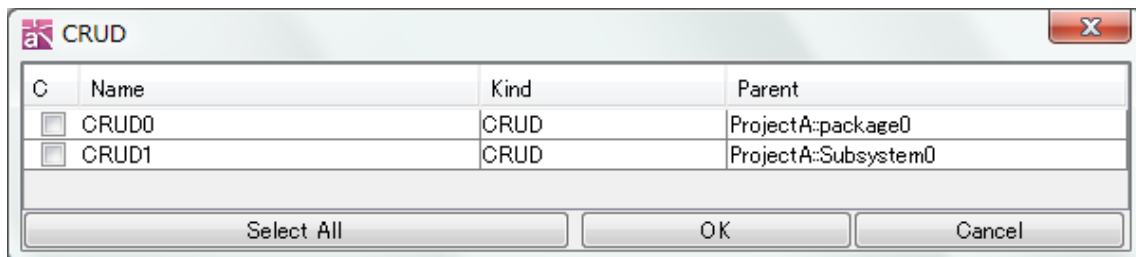 CRUD
C Name Kind Parent
CRUD0 CRUD ProjectA::package0
CRUD1 CRUD ProjectA::Subsystem0
Select All OK Cancel